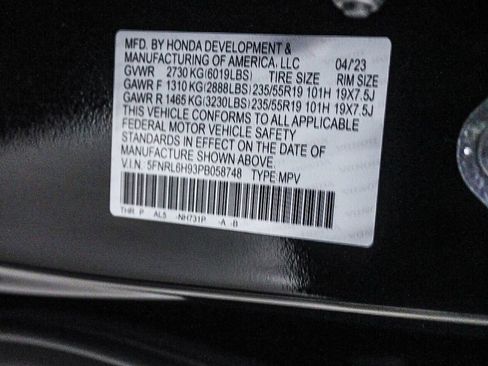 MFD. BY HONDA DEVELOPMENT &
MANUFACTURING OF AMERICA, LLC 04/23
GVWR 2730 KG (6019LBS) TIRE SIZE RIM SIZE
GAWR F 1310 KG (2888LBS) 235/55R19 101H 19X7.5J
GAWR R 1465 KG (3230LBS) 235/55R19 101H 19X7.5J
THIS VEHICLE CONFORMS TO ALL APPLICABLE
FEDERAL MOTOR VEHICLE SAFETY
STANDARDS IN EFFECT ON THE DATE OF
MANUFACTURE SHOWN ABOVE.
V.I.N.: 5FNRL6H93PB058748 TYPE:MPV
THR P AL5 -NH731P -A -B